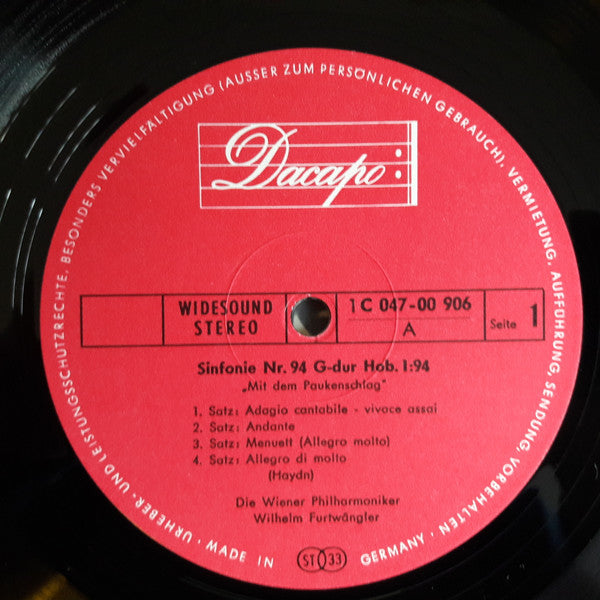 URHEBER- UND LEISTUNGSSCHUTZRECHTE, BESONDERS VERVIELFÄLTIGUNG (AUSSER ZUM PERSÖNLICHEN GEBRAUCH), VERMIETUNG, AUFFÜHRUNG, SENDUNG, VORBEHALTEN · GERMANY · MADE IN
Dacapo
WIDESOUND
STEREO
1 C 047-00 906
A
Seite 1
Sinfonie Nr. 94 G-dur Hob. I:94
„Mit dem Paukenschlag"
1. Satz: Adagio cantabile - vivace assai
2. Satz: Andante
3. Satz: Menuett (Allegro molto)
4. Satz: Allegro di molto
(Haydn)
Die Wiener Philharmoniker
Wilhelm Furtwängler
ST 33